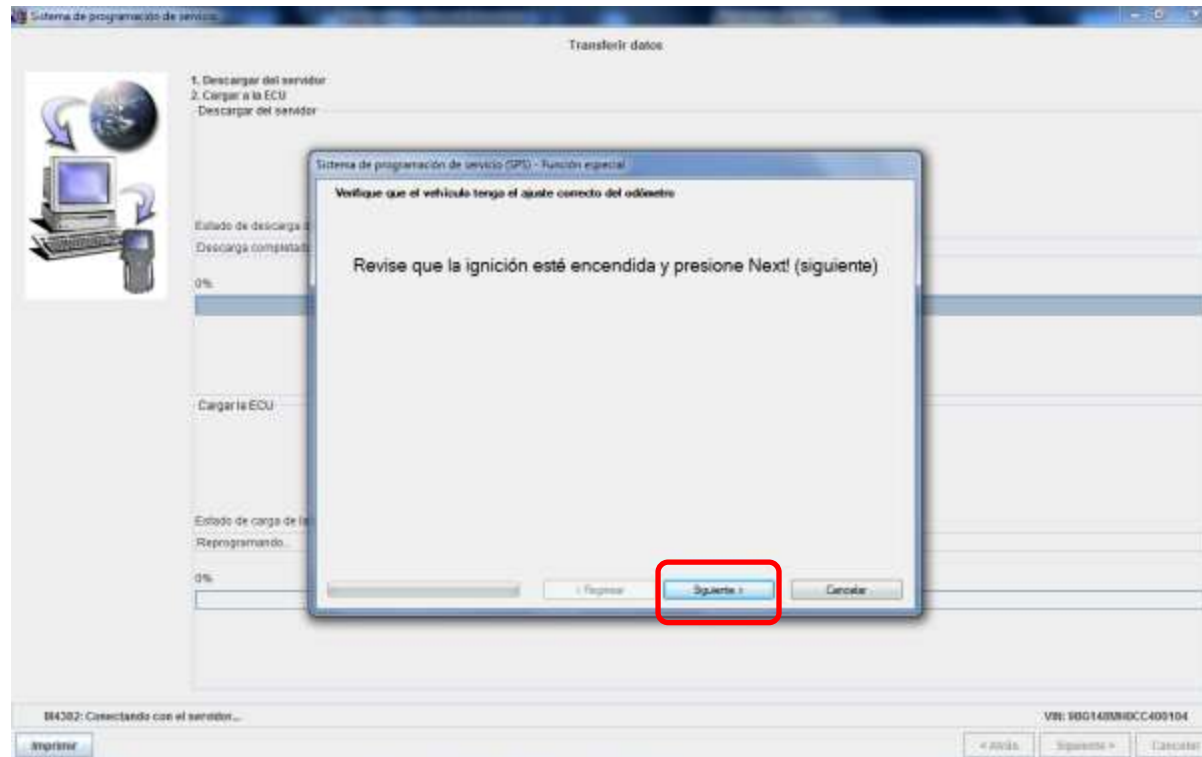 Sistema de programación de servicio
Transferir datos
1. Descargar del servidor
2. Cargar a la ECU
Descargar del servidor
Sistema de programación de servicio (SPS) - Función especial
Verifique que el vehículo tenga el ajuste correcto del odómetro
Estado de descarga
Descarga completada
Revise que la ignición esté encendida y presione Next! (siguiente)
0%
Cargar la ECU
Estado de carga de la
Reprogramando..
0%
< Regresar
Siguiente >
Cancelar
Conectando con el servidor...
VIN:
Imprimir
< Atrás
Siguiente >
Cancelar